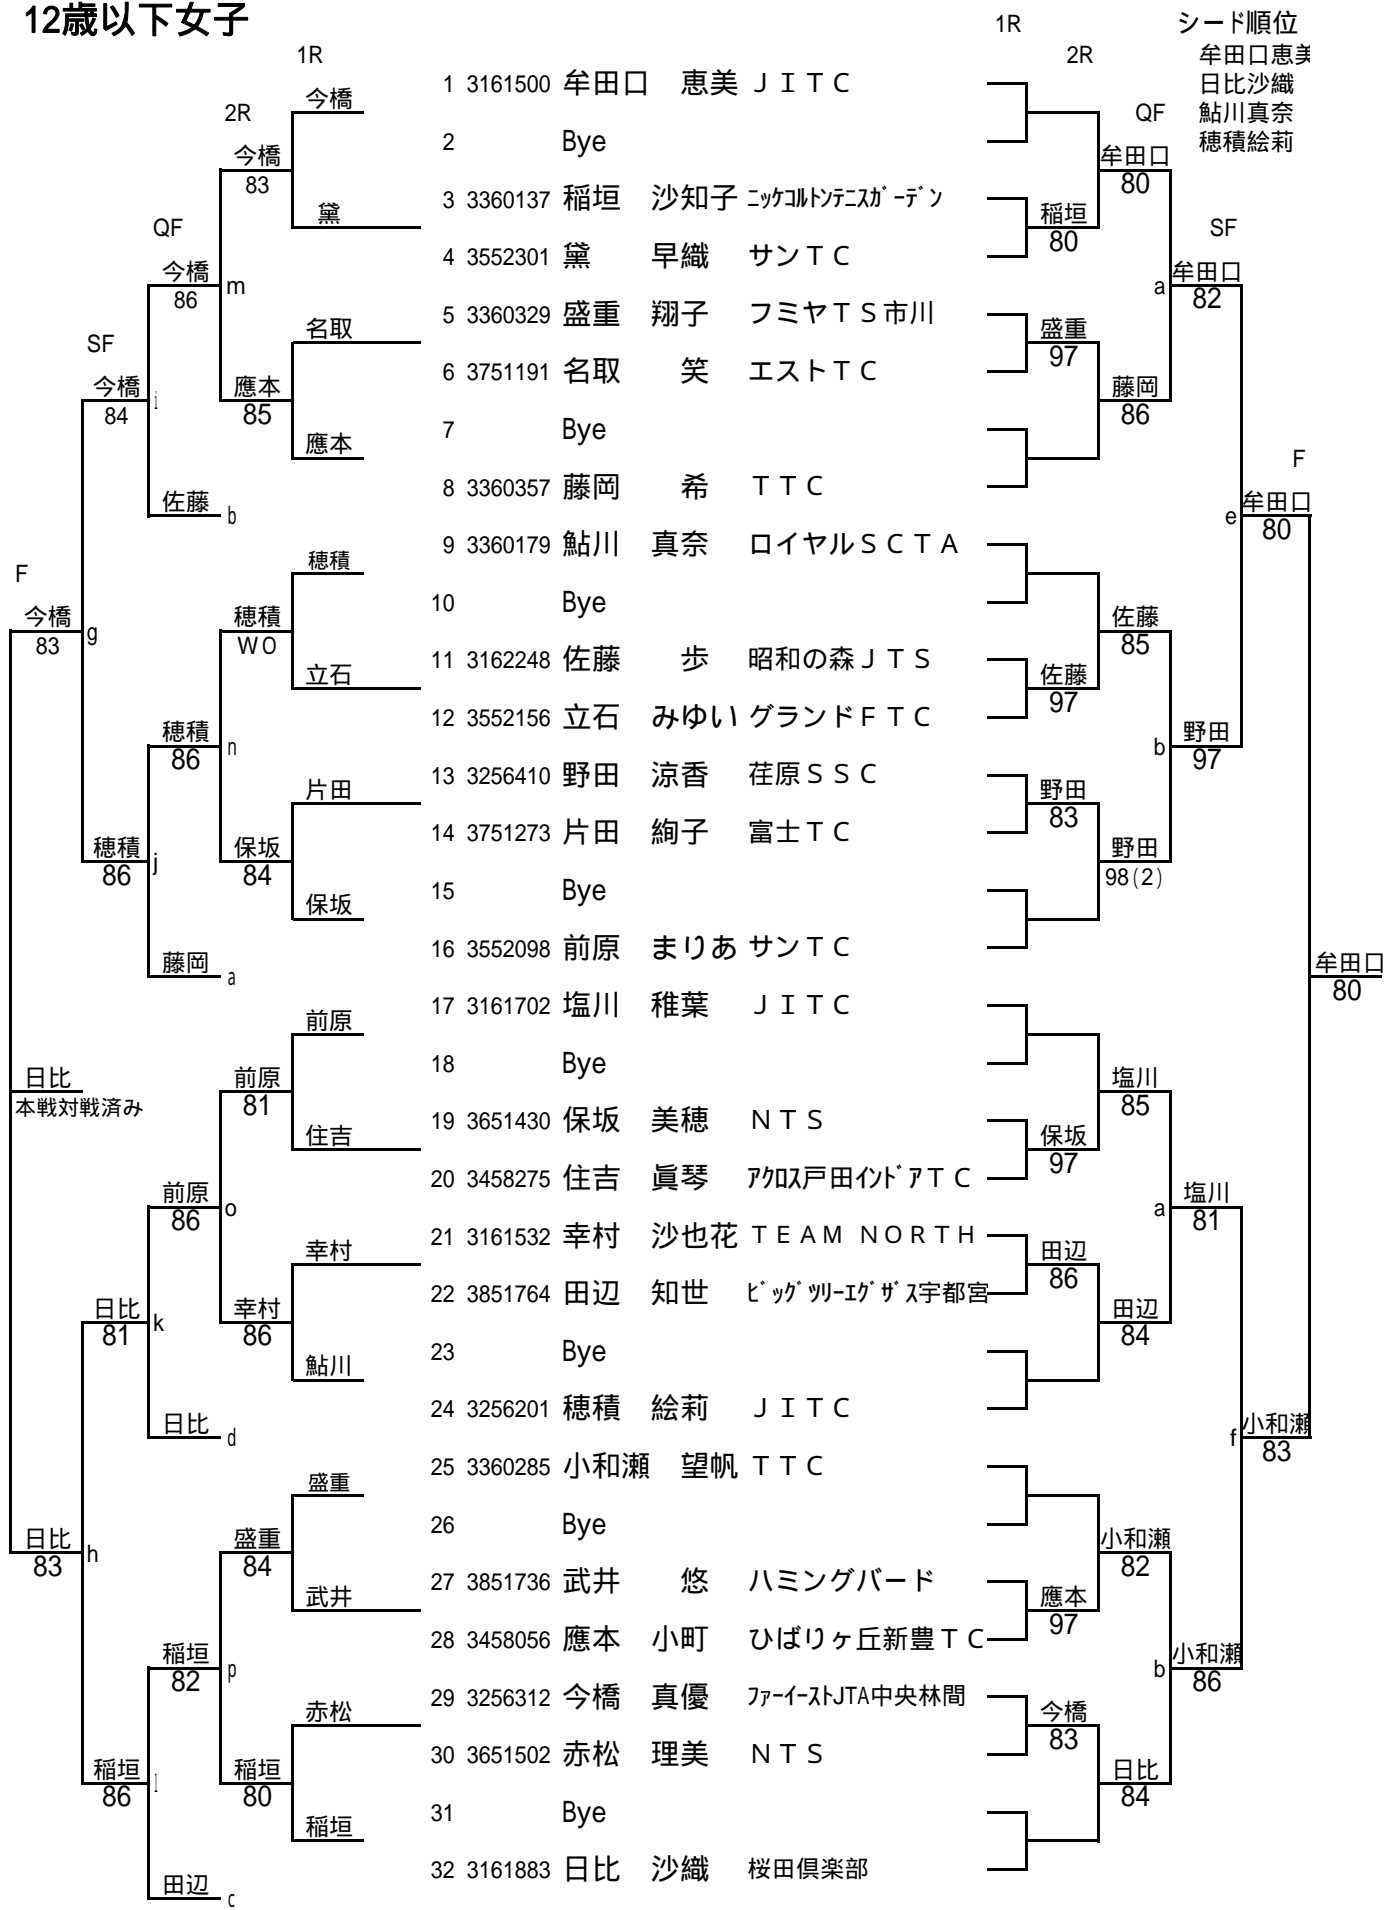 12歳以下女子
1R
シード順位
1R
2R
牟田口恵美
日比沙織
2R
QF
鮎川真奈
穂積絵莉
1 3161500 牟田口 恵美 ＪＩＴＣ
2 Bye
3 3360137 稲垣 沙知子 ニッケコルトンテニスガーデン
4 3552301 黛 早織 サンＴＣ
5 3360329 盛重 翔子 フミヤＴＳ市川
6 3751191 名取 笑 エストＴＣ
7 Bye
8 3360357 藤岡 希 ＴＴＣ
9 3360179 鮎川 真奈 ロイヤルＳＣＴＡ
10 Bye
11 3162248 佐藤 歩 昭和の森ＪＴＳ
12 3552156 立石 みゆい グランドＦＴＣ
13 3256410 野田 涼香 荏原ＳＳＣ
14 3751273 片田 絢子 富士ＴＣ
15 Bye
16 3552098 前原 まりあ サンＴＣ
17 3161702 塩川 稚葉 ＪＩＴＣ
18 Bye
19 3651430 保坂 美穂 ＮＴＳ
20 3458275 住吉 眞琴 アクロス戸田インドアＴＣ
21 3161532 幸村 沙也花 ＴＥＡＭ ＮＯＲＴＨ
22 3851764 田辺 知世 ビッグツリーエグザス宇都宮
23 Bye
24 3256201 穂積 絵莉 ＪＩＴＣ
25 3360285 小和瀬 望帆 ＴＴＣ
26 Bye
27 3851736 武井 悠 ハミングバード
28 3458056 應本 小町 ひばりヶ丘新豊ＴＣ
29 3256312 今橋 真優 ファーイーストJTA中央林間
30 3651502 赤松 理美 ＮＴＳ
31 Bye
32 3161883 日比 沙織 桜田倶楽部
今橋
黛
名取
應本
穂積
立石
片田
保坂
前原
住吉
幸村
鮎川
盛重
武井
赤松
稲垣
今橋
83
應本
85
穂積
ＷＯ
保坂
84
前原
81
幸村
86
盛重
84
稲垣
80
QF
今橋
86
m
佐藤
b
穂積
86
n
藤岡
a
前原
86
o
日比
d
稲垣
82
p
田辺
c
SF
今橋
84
i
穂積
86
j
日比
81
k
稲垣
86
l
F
今橋
83
g
日比
本戦対戦済み
日比
83
h
稲垣
80
盛重
97
佐藤
97
野田
83
保坂
97
田辺
86
應本
97
今橋
83
牟田口
80
藤岡
86
佐藤
85
野田
98(2)
塩川
85
田辺
84
小和瀬
82
日比
84
SF
a
牟田口
82
b
野田
97
a
塩川
81
b
小和瀬
86
F
e
牟田口
80
f
小和瀬
83
牟田口
80